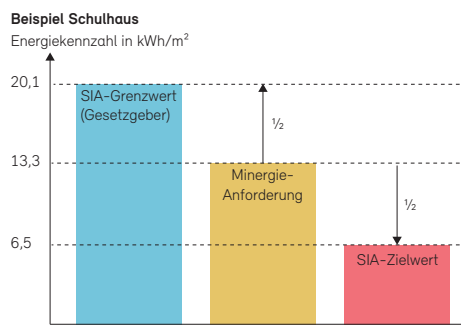 Beispiel Schulhaus
Energiekennzahl in kWh/m²
20,1
SIA-Grenzwert
(Gesetzgeber)
½
13,3
Minergie-
Anforderung
½
6,5
SIA-Zielwert